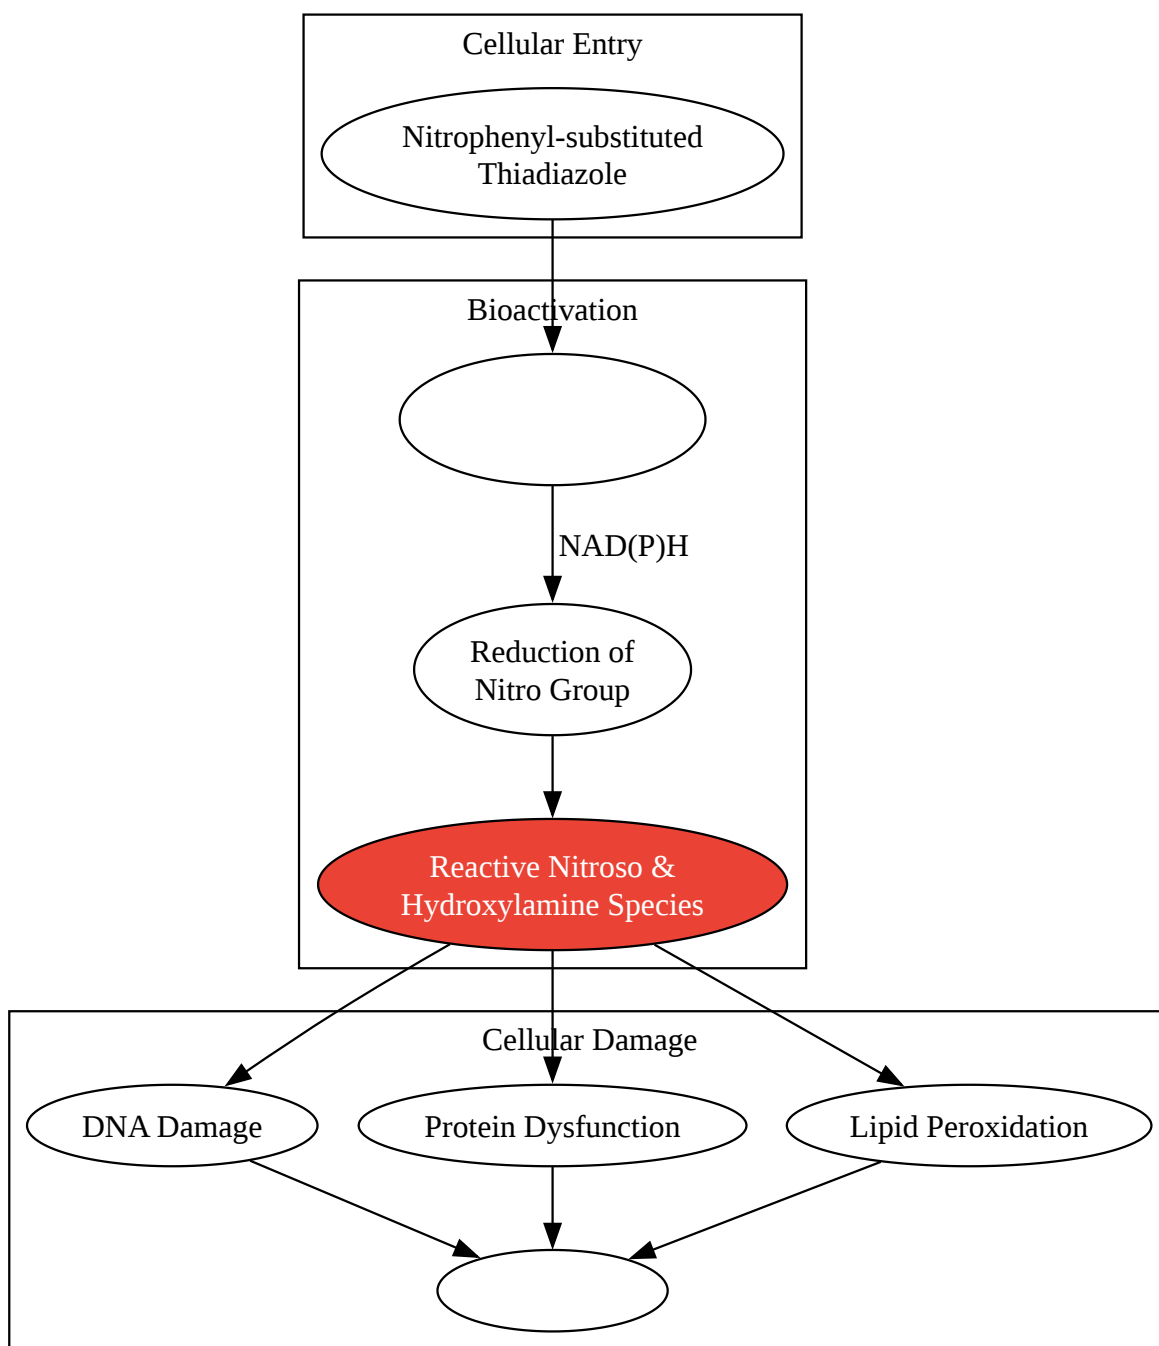 Cellular Entry
Nitrophenyl-substituted
Thiadiazole
Bioactivation
NAD(P)H
Reduction of
Nitro Group
Reactive Nitroso &
Hydroxylamine Species
Cellular Damage
DNA Damage
Protein Dysfunction
Lipid Peroxidation